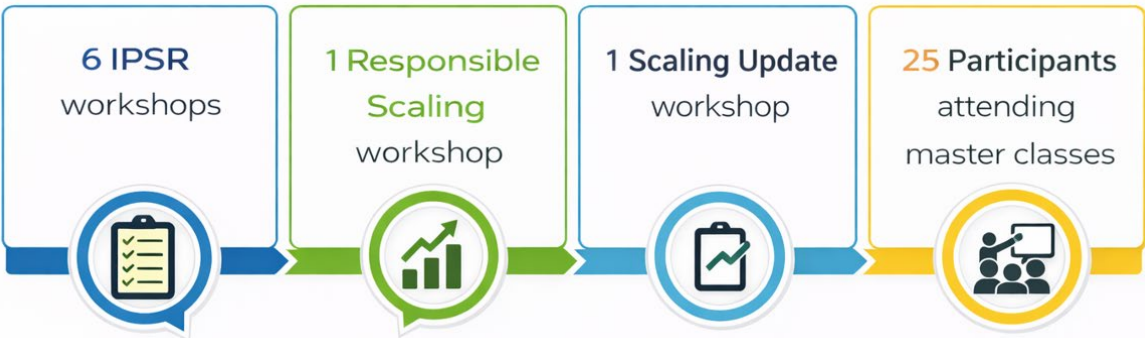 6 IPSR
workshops
1 Responsible
Scaling
workshop
1 Scaling Update
workshop
25 Participants
attending
master classes